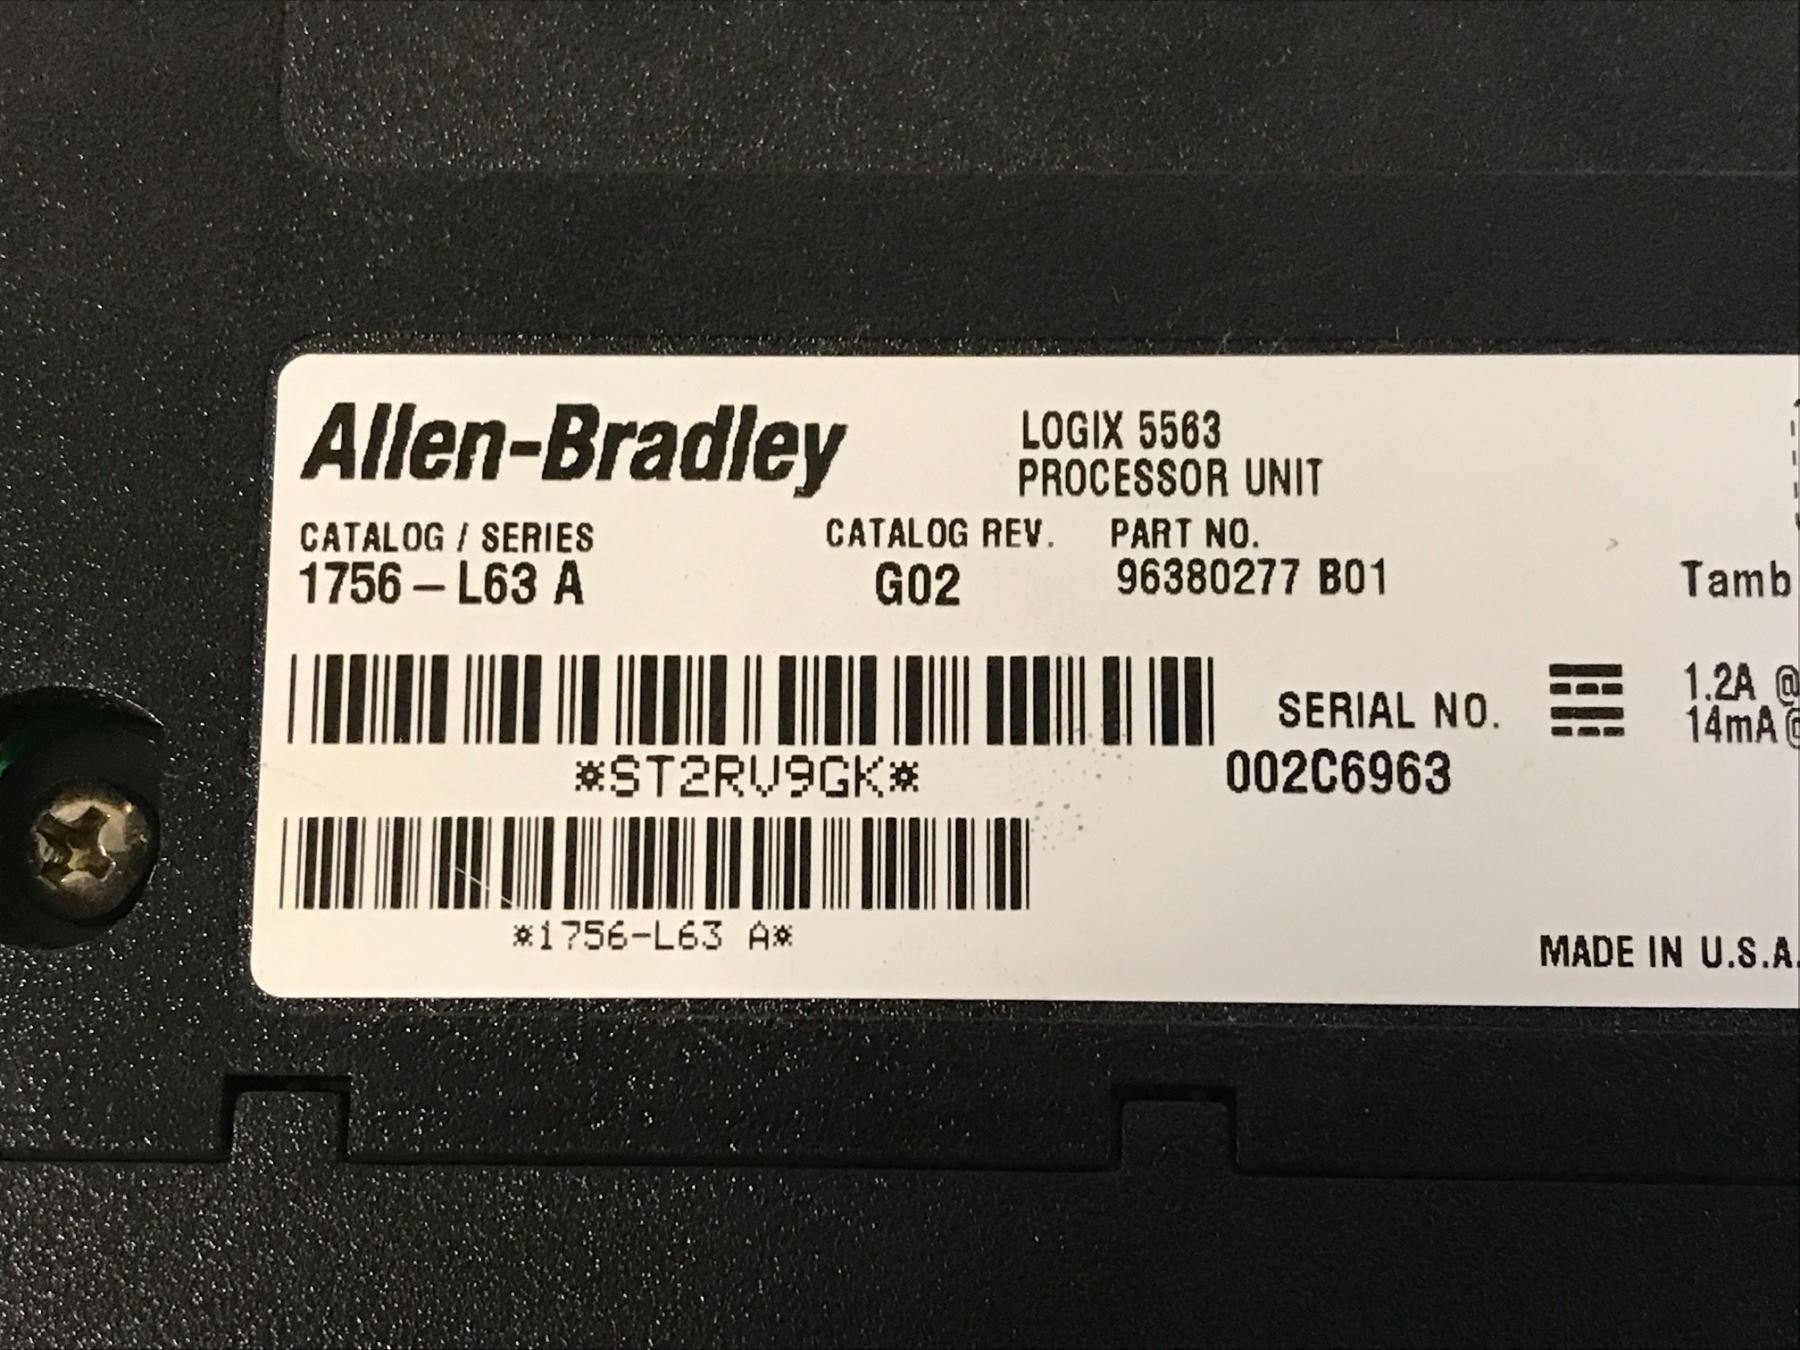 Allen-Bradley
LOGIX 5563
PROCESSOR UNIT
CATALOG / SERIES
1756 – L63 A
CATALOG REV.
G02
PART NO.
96380277 B01
Tamb
*ST2RV9GK*
SERIAL NO.
002C6963
1.2A @
14mA @
*1756-L63 A*
MADE IN U.S.A.